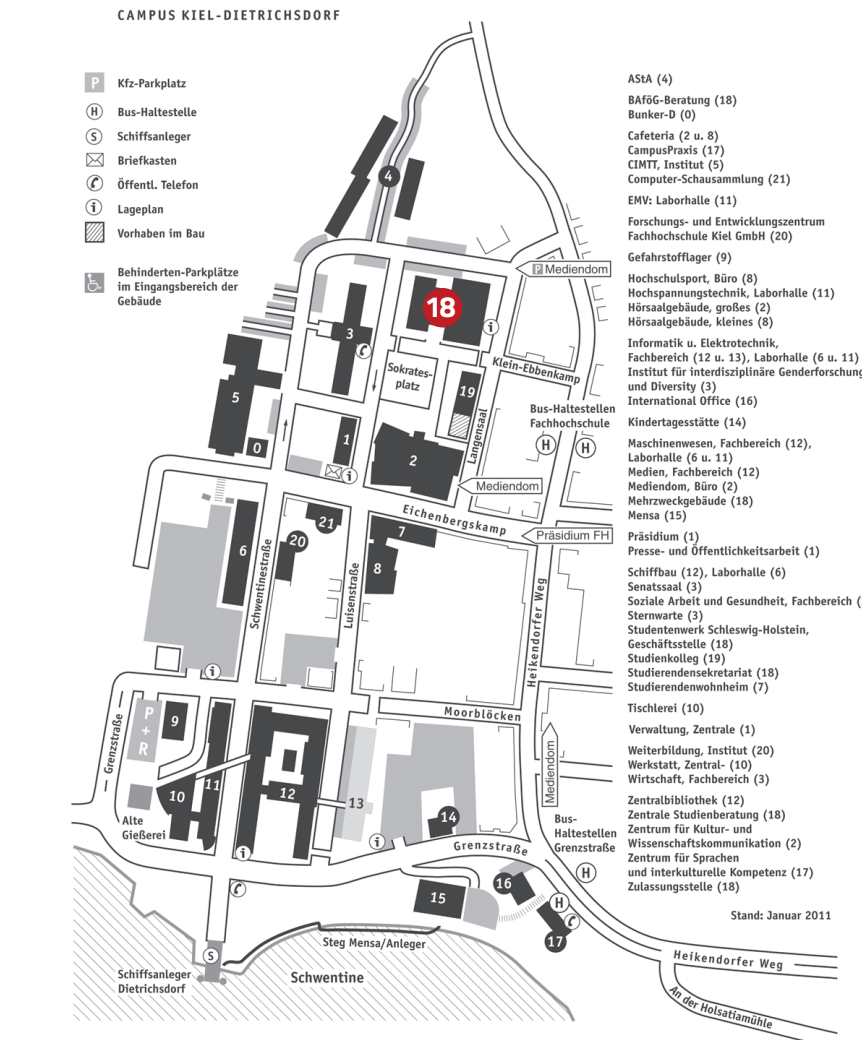 CAMPUS KIEL-DIETRICHSDORF
P Kfz-Parkplatz
H Bus-Haltestelle
S Schiffsanleger
Briefkasten
Öffentl. Telefon
i Lageplan
Vorhaben im Bau
Behinderten-Parkplätze
im Eingangsbereich der
Gebäude
4
P Mediendom
18
i
3
Sokrates-
platz
Klein-Ebbenkamp
19
5
Langensaal
Bus-Haltestellen
Fachhochschule
H H
0
1
2
i
Mediendom
Eichenbergskamp
Präsidium FH
21
7
20
6
8
Schwentinestraße
Luisenstraße
Heikendorfer Weg
i
Moorblöcken
Grenzstraße
P
+
R
9
Mediendom
10
11
12
13
14
Alte
Gießerei
i
i
Grenzstraße
Bus-
Haltestellen
Grenzstraße
H
15
16
H
17
Steg Mensa/Anleger
S
Schiffsanleger
Dietrichsdorf
Schwentine
Heikendorfer Weg
An der Holsatiamühle
AStA (4)
BAföG-Beratung (18)
Bunker-D (0)
Cafeteria (2 u. 8)
CampusPraxis (17)
CIMTT, Institut (5)
Computer-Schausammlung (21)
EMV: Laborhalle (11)
Forschungs- und Entwicklungszentrum
Fachhochschule Kiel GmbH (20)
Gefahrstofflager (9)
Hochschulsport, Büro (8)
Hochspannungstechnik, Laborhalle (11)
Hörsaalgebäude, großes (2)
Hörsaalgebäude, kleines (8)
Informatik u. Elektrotechnik,
Fachbereich (12 u. 13), Laborhalle (6 u. 11)
Institut für interdisziplinäre Genderforschung
und Diversity (3)
International Office (16)
Kindertagesstätte (14)
Maschinenwesen, Fachbereich (12),
Laborhalle (6 u. 11)
Medien, Fachbereich (12)
Mediendom, Büro (2)
Mehrzweckgebäude (18)
Mensa (15)
Präsidium (1)
Presse- und Öffentlichkeitsarbeit (1)
Schiffbau (12), Laborhalle (6)
Senatssaal (3)
Soziale Arbeit und Gesundheit, Fachbereich (
Sternwarte (3)
Studentenwerk Schleswig-Holstein,
Geschäftsstelle (18)
Studienkolleg (19)
Studierendensekretariat (18)
Studierendenwohnheim (7)
Tischlerei (10)
Verwaltung, Zentrale (1)
Weiterbildung, Institut (20)
Werkstatt, Zentral- (10)
Wirtschaft, Fachbereich (3)
Zentralbibliothek (12)
Zentrale Studienberatung (18)
Zentrum für Kultur- und
Wissenschaftskommunikation (2)
Zentrum für Sprachen
und interkulturelle Kompetenz (17)
Zulassungsstelle (18)
Stand: Januar 2011